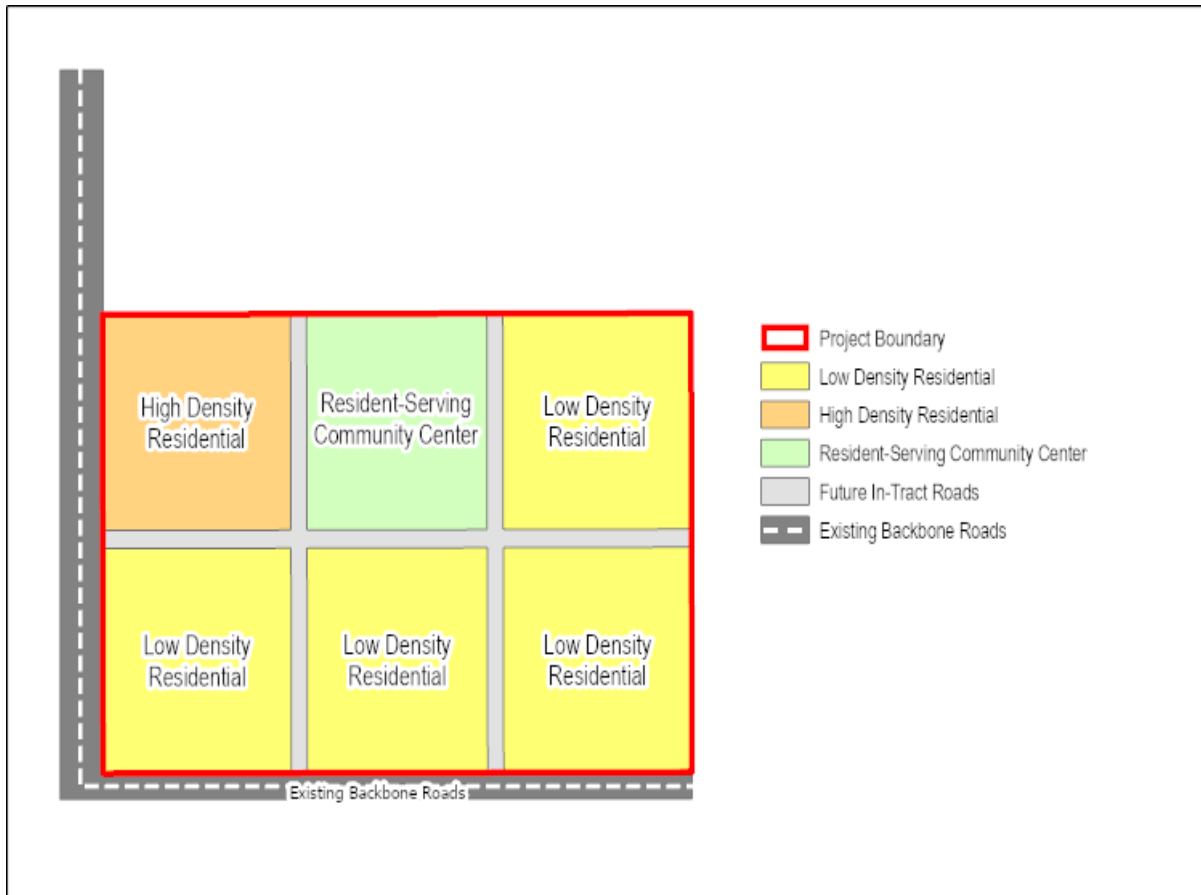 High Density
Residential
Resident-Serving
Community Center
Low Density
Residential
Low Density
Residential
Low Density
Residential
Low Density
Residential
Existing Backbone Roads
Project Boundary
Low Density Residential
High Density Residential
Resident-Serving Community Center
Future In-Tract Roads
Existing Backbone Roads